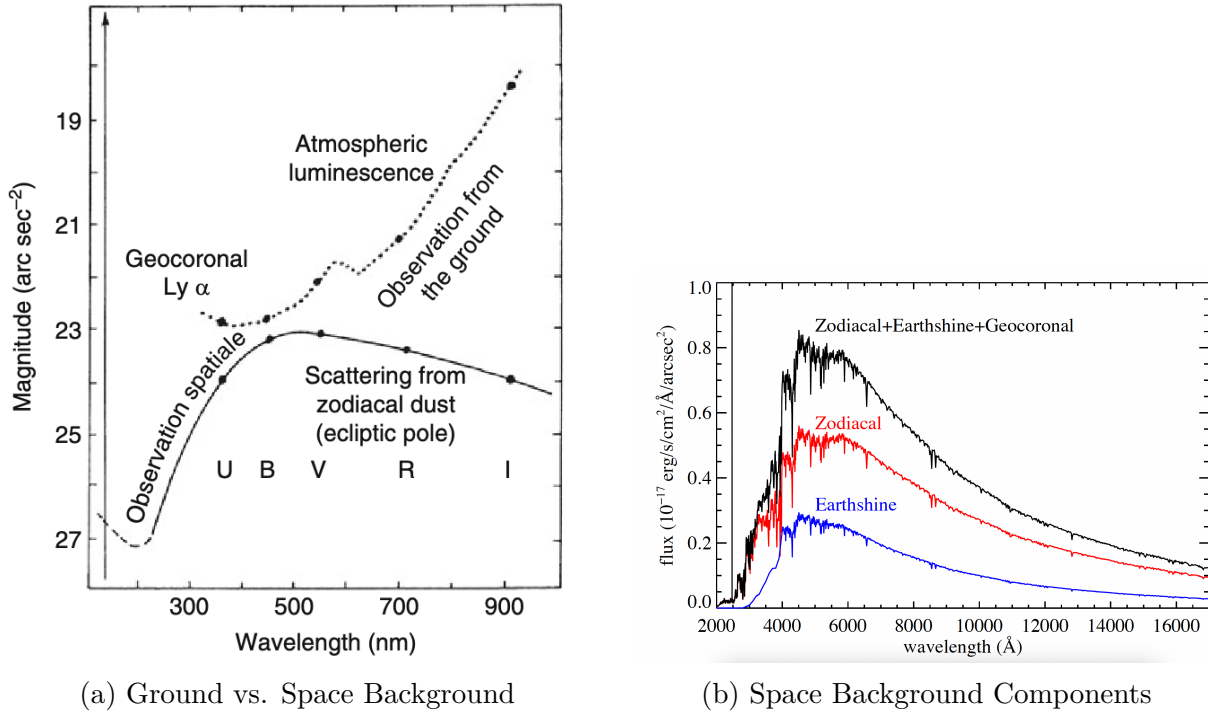 19
21
23
25
27
Magnitude (arc sec−2)
Atmospheric
luminescence
Observation from
the ground
Geocoronal
Ly α
Observation spatiale
Scattering from
zodiacal dust
(ecliptic pole)
U B V R I
300 500 700 900
Wavelength (nm)
(a) Ground vs. Space Background
1.0
0.8
0.6
0.4
0.2
0.0
flux (10−17 erg/s/cm2/Å/arcsec2)
Zodiacal+Earthshine+Geocoronal
Zodiacal
Earthshine
2000 4000 6000 8000 10000 12000 14000 16000
wavelength (Å)
(b) Space Background Components